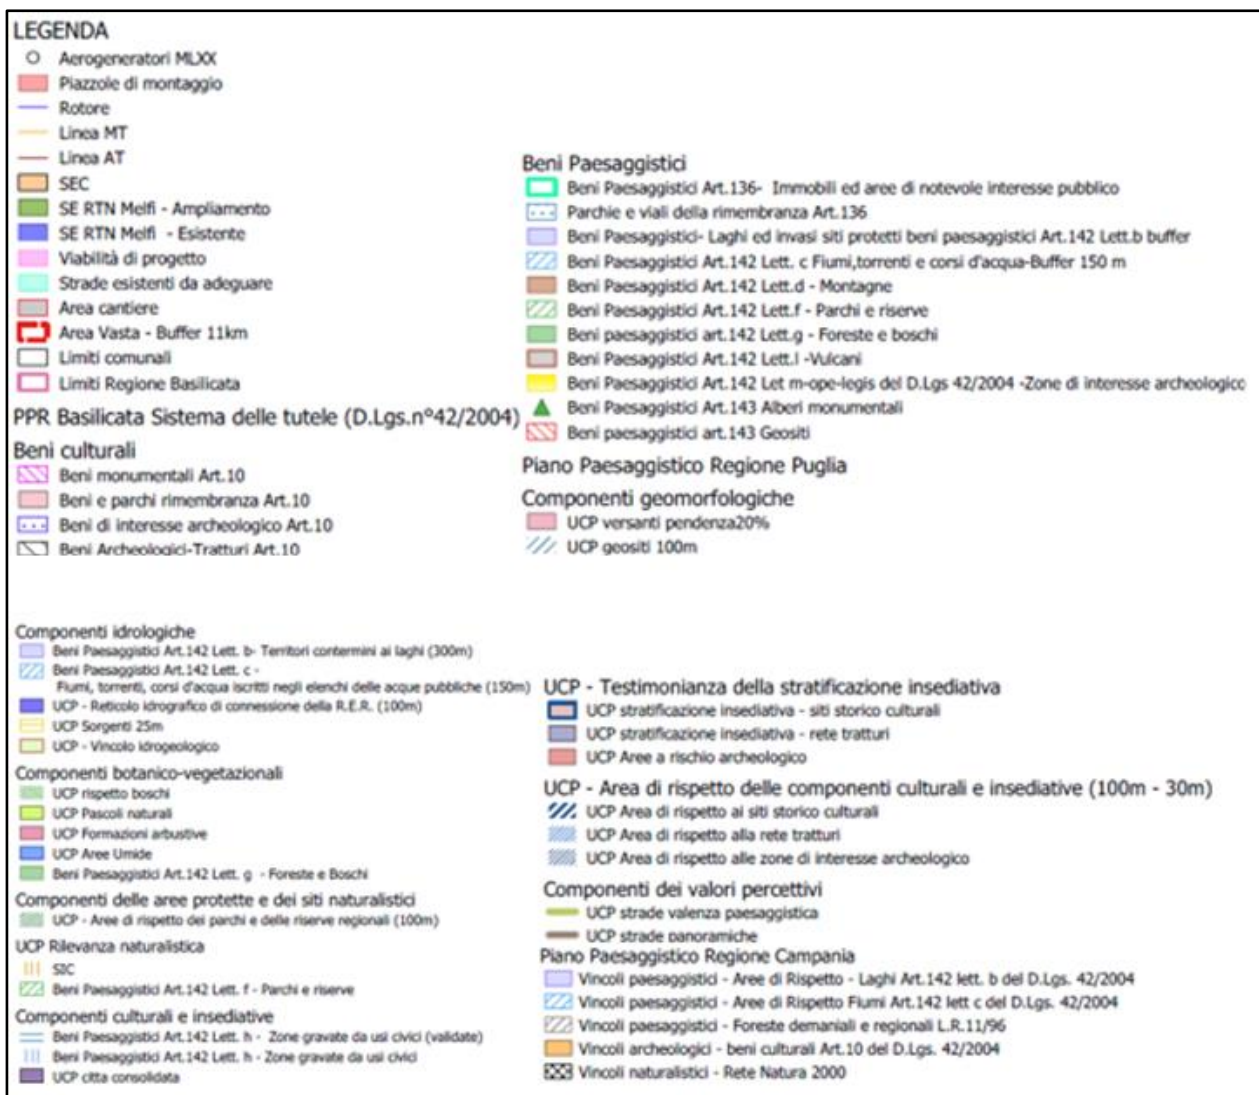 LEGENDA
Aerogeneratori MLXX
Piazzole di montaggio
Rotore
Linea MT
Linea AT
SEC
SE RTN Melfi - Ampliamento
SE RTN Melfi - Esistente
Viabilità di progetto
Strade esistenti da adeguare
Area cantiere
Area Vasta - Buffer 11km
Limiti comunali
Limiti Regione Basilicata
PPR Basilicata Sistema delle tutele (D.Lgs.n°42/2004)
Beni culturali
Beni monumentali Art.10
Beni e parchi rimembranza Art.10
Beni di interesse archeologico Art.10
Beni Archeologici-Tratturi Art.10
Beni Paesaggistici
Beni Paesaggistici Art.136- Immobili ed aree di notevole interesse pubblico
Parchie e viali della rimembranza Art.136
Beni Paesaggistici- Laghi ed invasi siti protetti beni paesaggistici Art.142 Lett.b buffer
Beni Paesaggistici Art.142 Lett. c Fiumi,torrenti e corsi d'acqua-Buffer 150 m
Beni Paesaggistici Art.142 Lett.d - Montagne
Beni Paesaggistici Art.142 Lett.f - Parchi e riserve
Beni paesaggistici art.142 Lett.g - Foreste e boschi
Beni Paesaggistici Art.142 Lett.l -Vulcani
Beni Paesaggistici Art.142 Let m-ope-legis del D.Lgs 42/2004 -Zone di interesse archeologico
Beni Paesaggistici Art.143 Alberi monumentali
Beni paesaggistici art.143 Geositi
Piano Paesaggistico Regione Puglia
Componenti geomorfologiche
UCP versanti pendenza20%
UCP geositi 100m
Componenti idrologiche
Beni Paesaggistici Art.142 Lett. b- Territori contermini ai laghi (300m)
Beni Paesaggistici Art.142 Lett. c -
Fiumi, torrenti, corsi d'acqua iscritti negli elenchi delle acque pubbliche (150m)
UCP - Reticolo idrografico di connessione della R.E.R. (100m)
UCP Sorgenti 25m
UCP - Vincolo idrogeologico
Componenti botanico-vegetazionali
UCP rispetto boschi
UCP Pascoli naturali
UCP Formazioni arbustive
UCP Aree Umide
Beni Paesaggistici Art.142 Lett. g - Foreste e Boschi
Componenti delle aree protette e dei siti naturalistici
UCP - Aree di rispetto dei parchi e delle riserve regionali (100m)
UCP Rilevanza naturalistica
SIC
Beni Paesaggistici Art.142 Lett. f - Parchi e riserve
Componenti culturali e insediative
Beni Paesaggistici Art.142 Lett. h - Zone gravate da usi civici (validate)
Beni Paesaggistici Art.142 Lett. h - Zone gravate da usi civici
UCP citta consolidata
UCP - Testimonianza della stratificazione insediativa
UCP stratificazione insediativa - siti storico culturali
UCP stratificazione insediativa - rete tratturi
UCP Aree a rischio archeologico
UCP - Area di rispetto delle componenti culturali e insediative (100m - 30m)
UCP Area di rispetto ai siti storico culturali
UCP Area di rispetto alla rete tratturi
UCP Area di rispetto alle zone di interesse archeologico
Componenti dei valori percettivi
UCP strade valenza paesaggistica
UCP strade panoramiche
Piano Paesaggistico Regione Campania
Vincoli paesaggistici - Aree di Rispetto - Laghi Art.142 lett. b del D.Lgs. 42/2004
Vincoli paesaggistici - Aree di Rispetto Fiumi Art.142 lett c del D.Lgs. 42/2004
Vincoli paesaggistici - Foreste demaniali e regionali L.R.11/96
Vincoli archeologici - beni culturali Art.10 del D.Lgs. 42/2004
Vincoli naturalistici - Rete Natura 2000